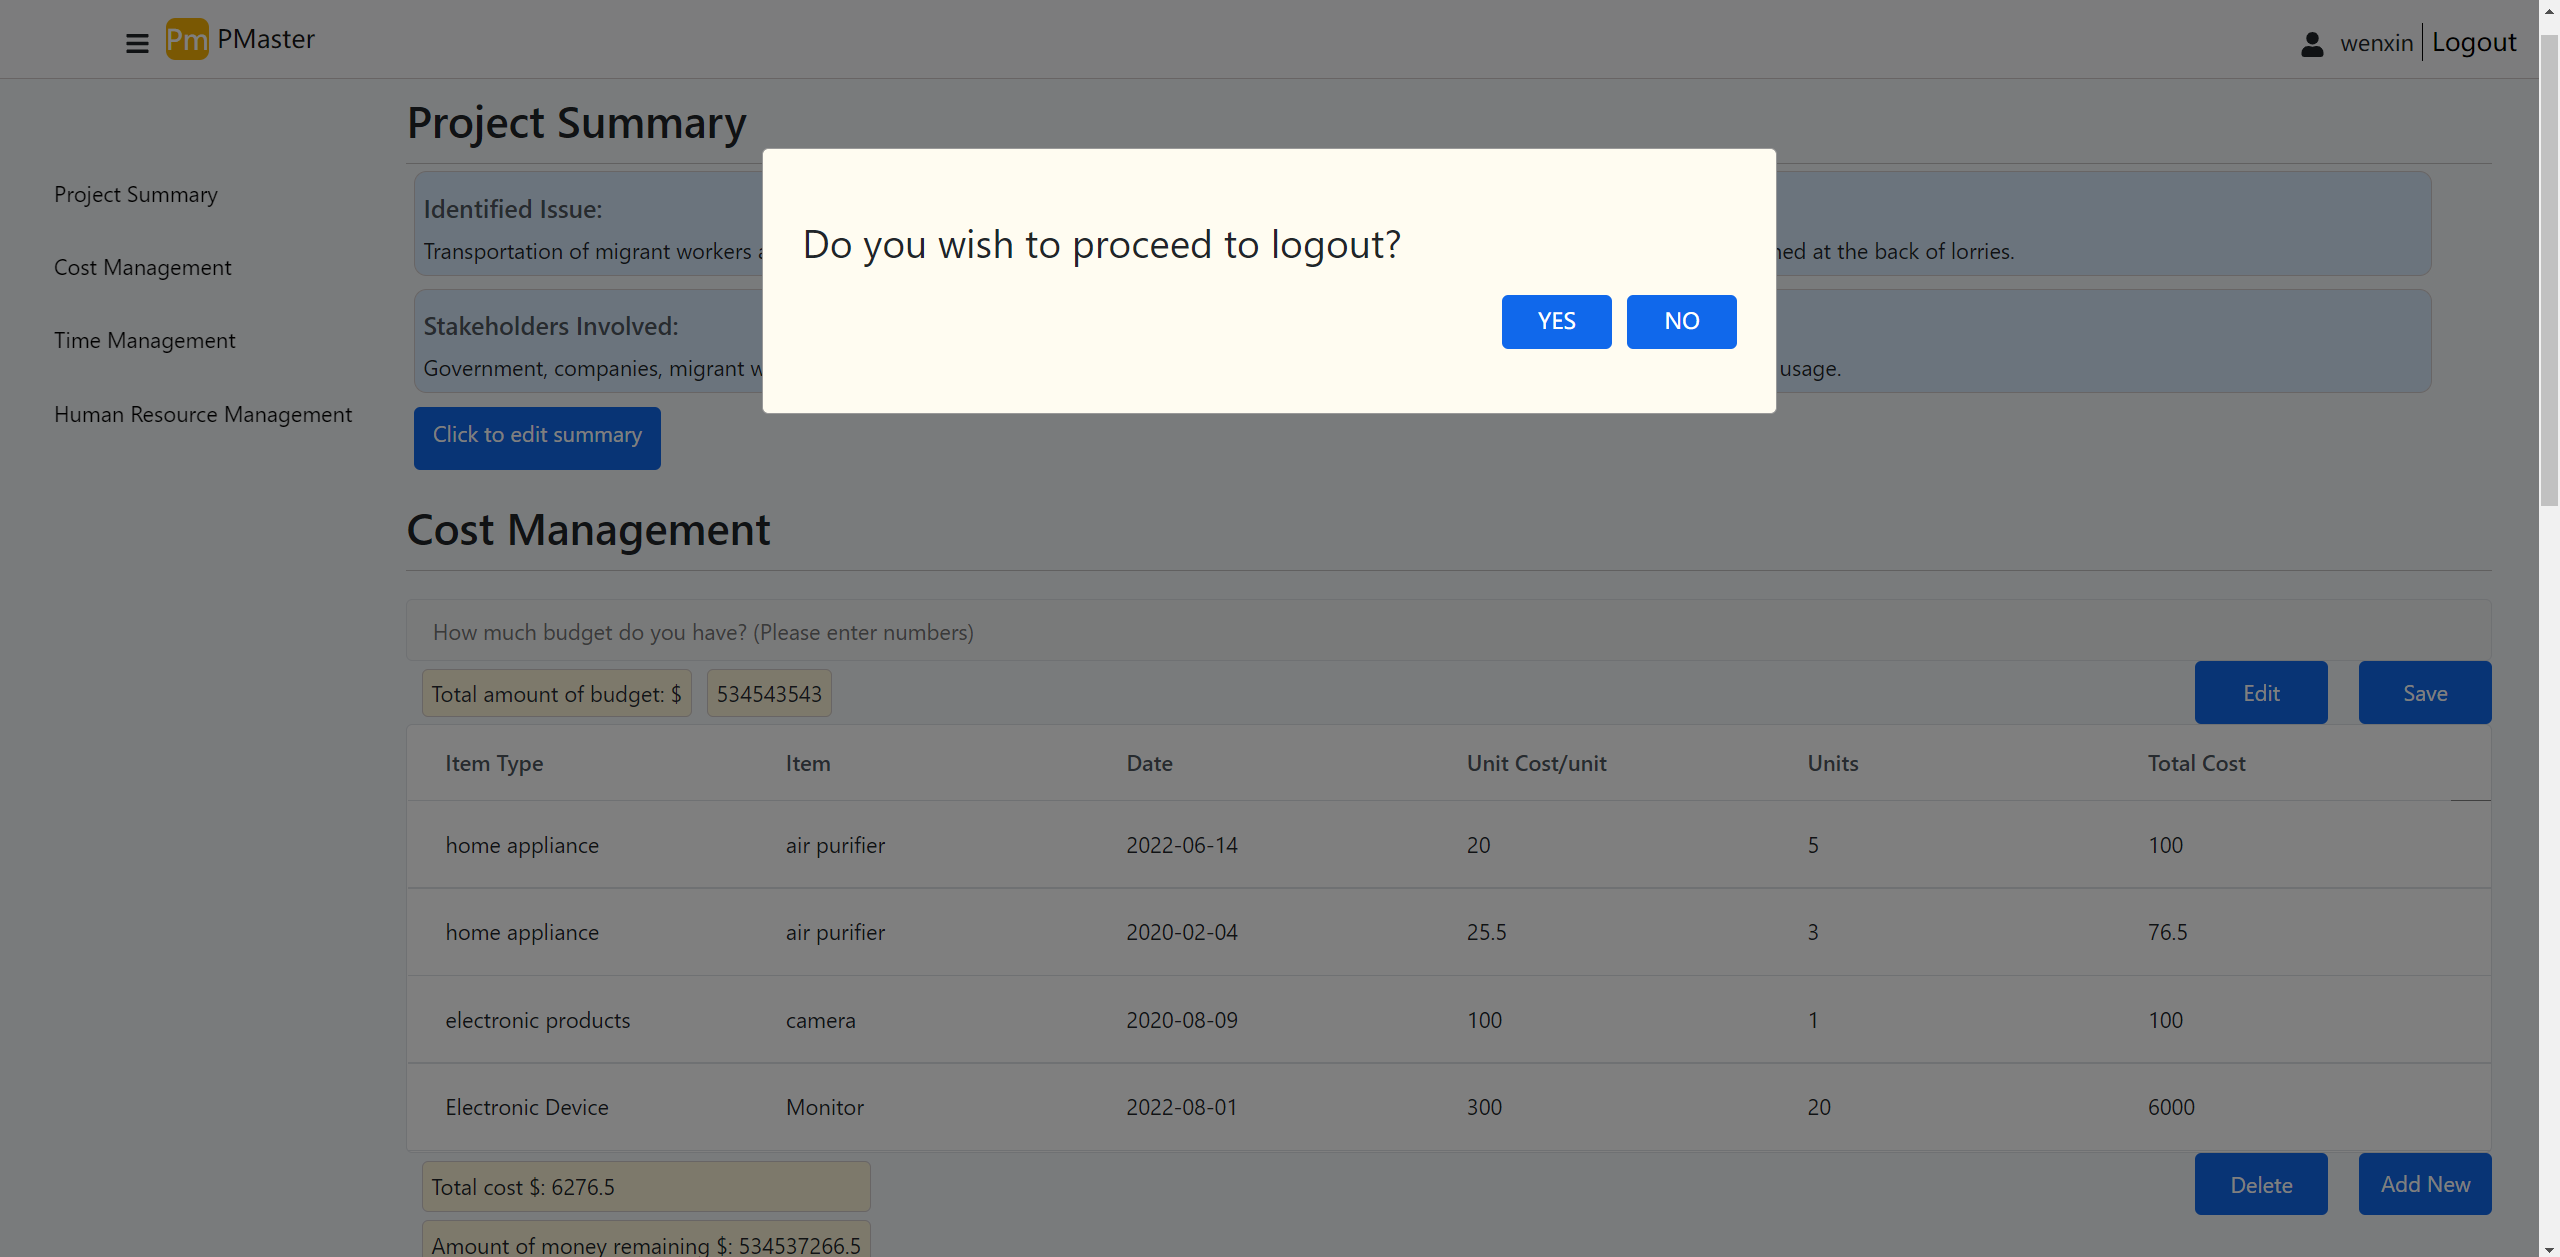 Pm PMaster
wenxin Logout
Project Summary
Cost Management
Time Management
Human Resource Management
Project Summary
Identified Issue:
Transportation of migrant workers
ned at the back of lorries.
Stakeholders Involved:
Government, companies, migrant w
usage.
Click to edit summary
Do you wish to proceed to logout?
YES NO
Cost Management
How much budget do you have? (Please enter numbers)
Total amount of budget: $ 534543543
Edit Save
Item Type Item Date Unit Cost/unit Units Total Cost
home appliance air purifier 2022-06-14 20 5 100
home appliance air purifier 2020-02-04 25.5 3 76.5
electronic products camera 2020-08-09 100 1 100
Electronic Device Monitor 2022-08-01 300 20 6000
Total cost $: 6276.5
Delete Add New
Amount of money remaining $: 534537266.5